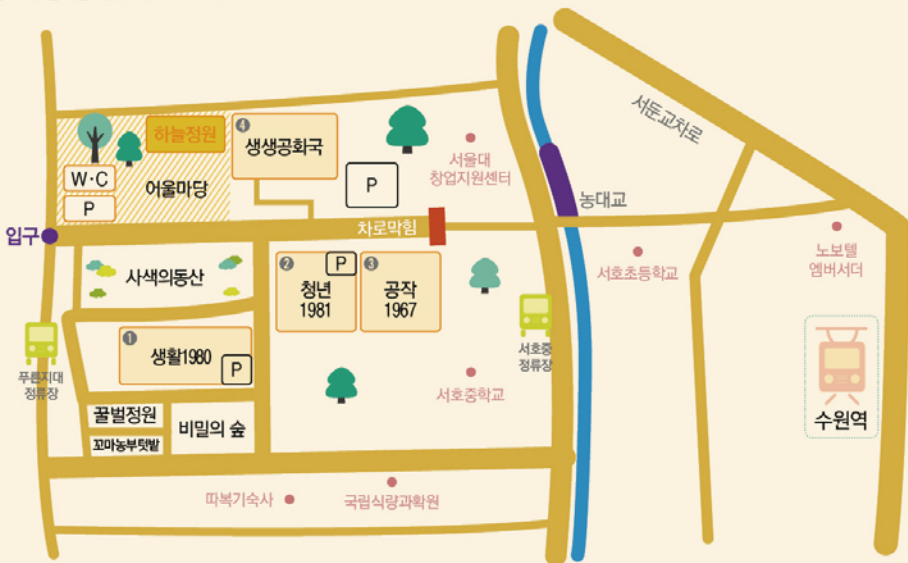 하늘정원
④
생생공화국
W·C
P
어울마당
P
서울대
창업지원센터
서둔교차로
농대교
입구
차로막힘
사색의동산
②
P
청년
1981
③
공작
1967
서호초등학교
노보텔
엠버서더
①
생활1980
P
푸른지대
정류장
서호중
정류장
서호중학교
수원역
꿀벌정원
꼬마농부텃밭
비밀의 숲
따복기숙사
국립식량과학원